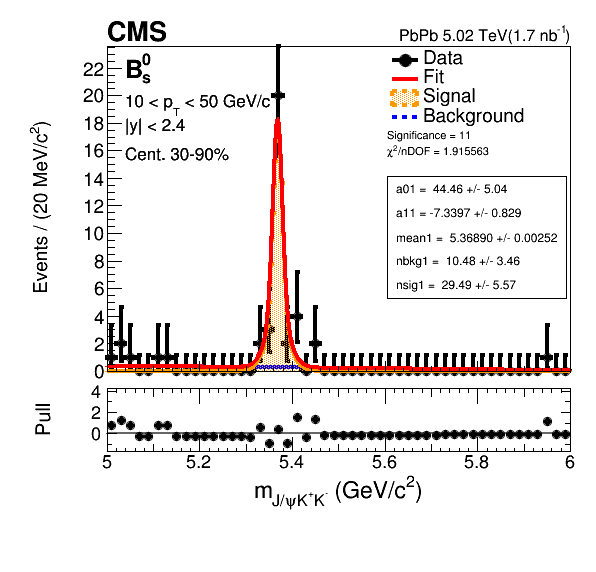 CMS
PbPb 5.02 TeV(1.7 nb⁻¹)
B⁰ₛ
10 < p_T < 50 GeV/c
|y| < 2.4
Cent. 30-90%
Data
Fit
Signal
Background
Significance = 11
χ²/nDOF = 1.915563
a01 = 44.46 +/- 5.04
a11 = -7.3397 +/- 0.829
mean1 = 5.36890 +/- 0.00252
nbkg1 = 10.48 +/- 3.46
nsig1 = 29.49 +/- 5.57
Events / (20 MeV/c²)
22
20
18
16
14
12
10
8
6
4
2
0
Pull
4
2
0
5 5.2 5.4 5.6 5.8 6
m_J/ψK⁺K⁻ (GeV/c²)